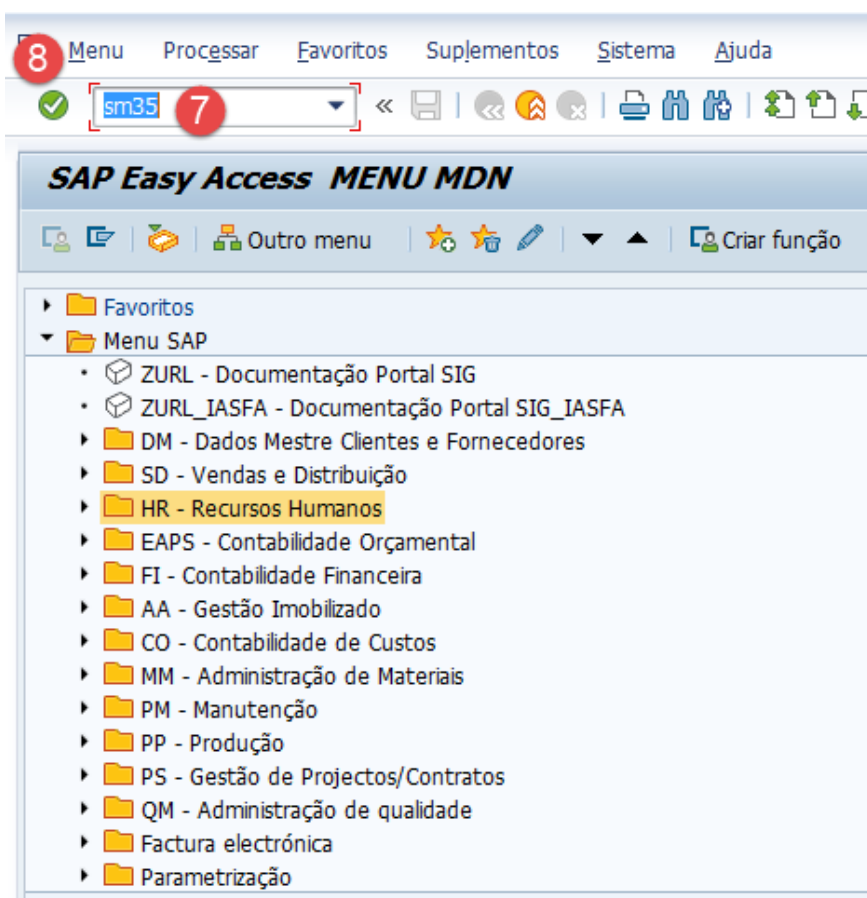 8 Menu Processar Favoritos Suplementos Sistema Ajuda
sm35 7
SAP Easy Access MENU MDN
Outro menu Criar função
Favoritos
Menu SAP
ZURL - Documentação Portal SIG
ZURL_IASFA - Documentação Portal SIG_IASFA
DM - Dados Mestre Clientes e Fornecedores
SD - Vendas e Distribuição
HR - Recursos Humanos
EAPS - Contabilidade Orçamental
FI - Contabilidade Financeira
AA - Gestão Imobilizado
CO - Contabilidade de Custos
MM - Administração de Materiais
PM - Manutenção
PP - Produção
PS - Gestão de Projectos/Contratos
QM - Administração de qualidade
Factura electrónica
Parametrização